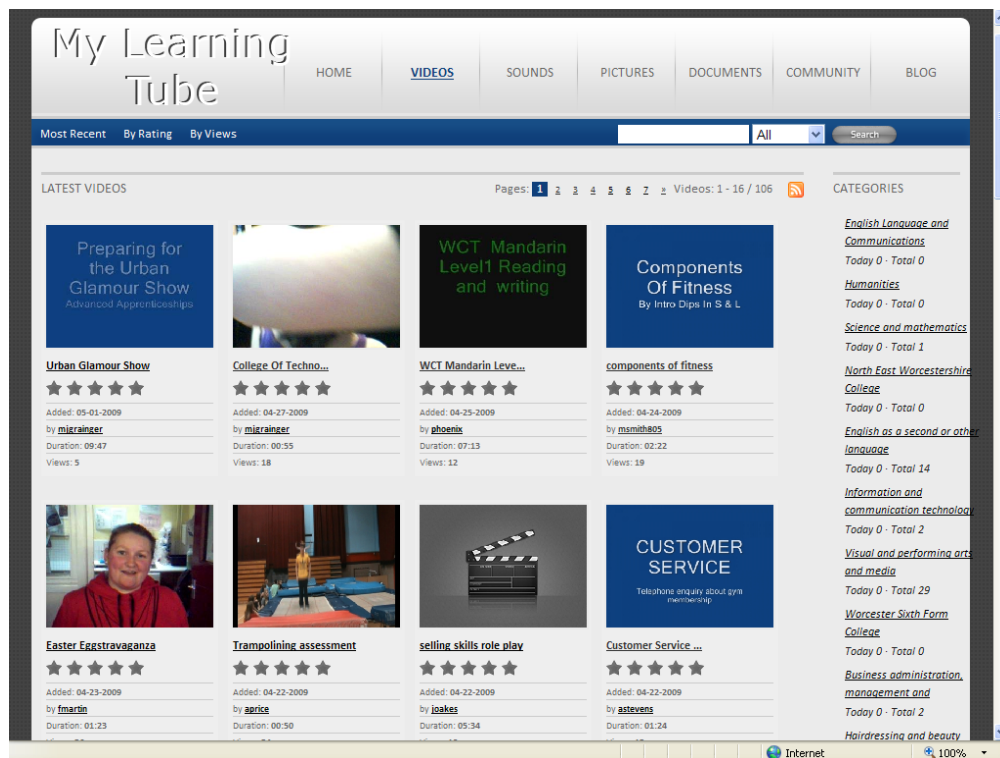 My Learning
Tube
HOME VIDEOS SOUNDS PICTURES DOCUMENTS COMMUNITY BLOG
Most Recent By Rating By Views All Search
LATEST VIDEOS Pages: 1 2 3 4 5 6 7 » Videos: 1 - 16 / 106 CATEGORIES
Preparing for
the Urban
Glamour Show
Advanced Apprenticeships
WCT Mandarin
Level1 Reading
and writing
Components
Of Fitness
By Intro Dips In S & L
Urban Glamour Show College Of Techno... WCT Mandarin Leve... components of fitness
Added: 05-01-2009 Added: 04-27-2009 Added: 04-25-2009 Added: 04-24-2009
by mjgrainger by mjgrainger by phoenix by msmith805
Duration: 09:47 Duration: 00:55 Duration: 07:13 Duration: 02:22
Views: 5 Views: 18 Views: 12 Views: 19
CUSTOMER
SERVICE
Telephone enquiry about gym
membership
Easter Eggstravaganza Trampolining assessment selling skills role play Customer Service ...
Added: 04-23-2009 Added: 04-22-2009 Added: 04-22-2009 Added: 04-22-2009
by fmartin by aprice by joakes by astevens
Duration: 01:23 Duration: 00:50 Duration: 05:34 Duration: 01:24
English Language and
Communications
Today 0 · Total 0
Humanities
Today 0 · Total 0
Science and mathematics
Today 0 · Total 1
North East Worcestershire
College
Today 0 · Total 0
English as a second or other
language
Today 0 · Total 14
Information and
communication technology
Today 0 · Total 2
Visual and performing arts
and media
Today 0 · Total 29
Worcester Sixth Form
College
Today 0 · Total 0
Business administration,
management and
Today 0 · Total 2
Hairdressing and beauty
Internet 100%